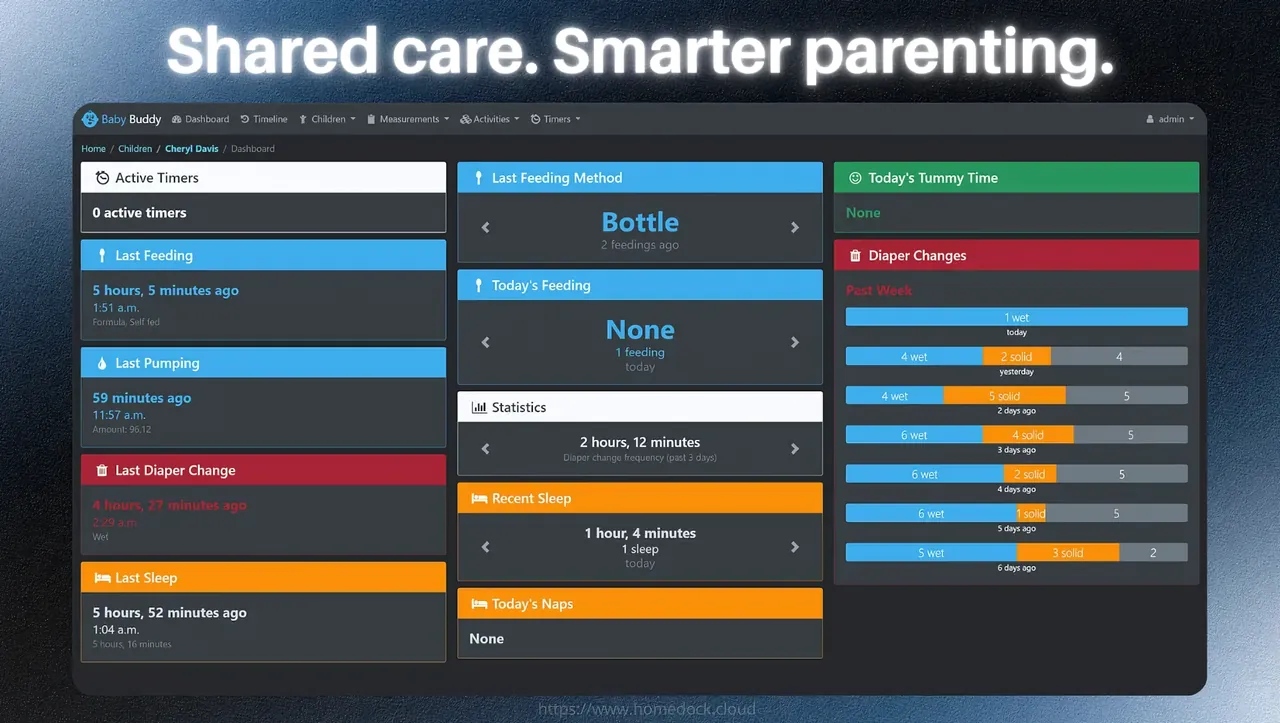 Shared care. Smarter parenting.
Baby Buddy Dashboard Timeline Children Measurements Activities Timers admin
Home / Children / Cheryl Davis / Dashboard
Active Timers
0 active timers
Last Feeding
5 hours, 5 minutes ago
1:51 a.m.
Formula, Self fed
Last Pumping
59 minutes ago
11:57 a.m.
Amount: 96.12
Last Diaper Change
4 hours, 27 minutes ago
2:29 a.m.
Wet
Last Sleep
5 hours, 52 minutes ago
1:04 a.m.
5 hours, 16 minutes
Last Feeding Method
Bottle
2 feedings ago
Today's Feeding
None
1 feeding
today
Statistics
2 hours, 12 minutes
Diaper change frequency (past 3 days)
Recent Sleep
1 hour, 4 minutes
1 sleep
today
Today's Naps
None
Today's Tummy Time
None
Diaper Changes
Past Week
1 wet
today
4 wet 2 solid 4
yesterday
4 wet 5 solid 5
2 days ago
6 wet 4 solid 5
3 days ago
6 wet 2 solid 5
4 days ago
6 wet 1 solid 5
5 days ago
5 wet 3 solid 2
6 days ago
https://www.homedock.cloud